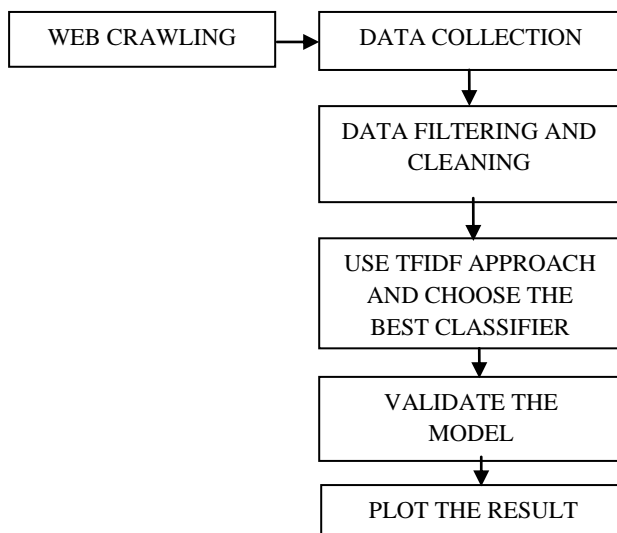 WEB CRAWLING
DATA COLLECTION
DATA FILTERING AND
CLEANING
USE TFIDF APPROACH
AND CHOOSE THE
BEST CLASSIFIER
VALIDATE THE
MODEL
PLOT THE RESULT